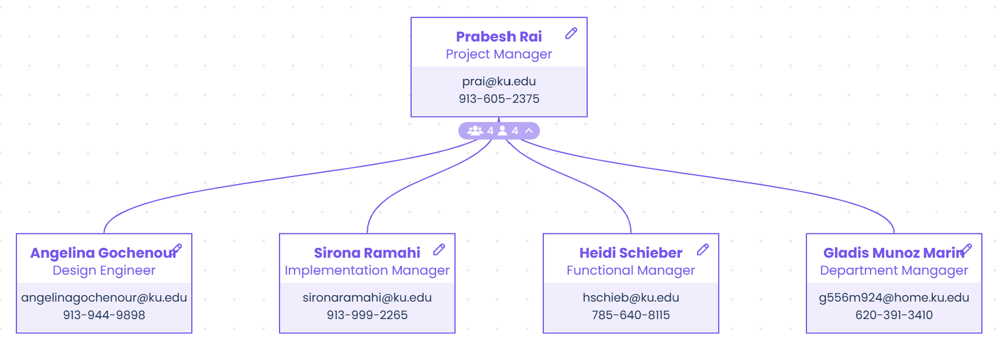 Prabesh Rai
Project Manager
prai@ku.edu
913-605-2375
4 4
Angelina Gochenour
Design Engineer
angelinagochenour@ku.edu
913-944-9898
Sirona Ramahi
Implementation Manager
sironaramahi@ku.edu
913-999-2265
Heidi Schieber
Functional Manager
hschieb@ku.edu
785-640-8115
Gladis Munoz Marin
Department Mangager
g556m924@home.ku.edu
620-391-3410